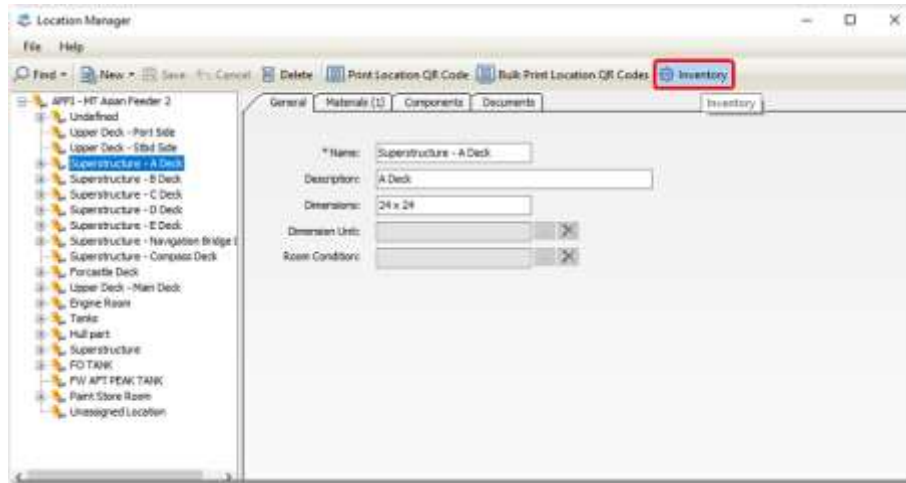 Location Manager
File Help
Find New Save Cancel Delete Print Location QR Code Bulk Print Location QR Codes Inventory
APF1 - MT Asian Feeder 2
Undefined
Upper Deck - Port Side
Upper Deck - Stbd Side
Superstructure - A Deck
Superstructure - B Deck
Superstructure - C Deck
Superstructure - D Deck
Superstructure - E Deck
Superstructure - Navigation Bridge
Superstructure - Compass Deck
Forcastle Deck
Upper Deck - Main Deck
Engine Room
Tanks
Hull part
Superstructure
FO TANK
FW AFT PEAK TANK
Paint Store Room
Unassigned Location
General Materials (1) Components Documents
Inventory
* Name: Superstructure - A Deck
Description: A Deck
Dimensions: 24 x 24
Dimension Unit:
Room Condition: